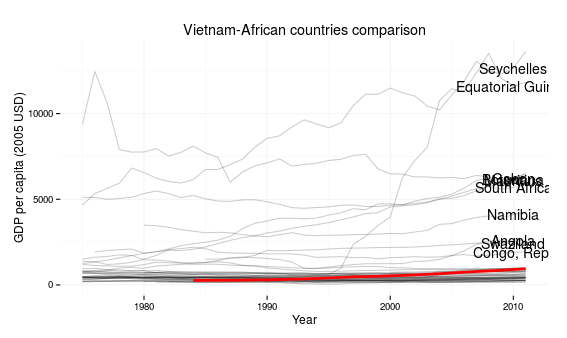 Vietnam-African countries comparison
GDP per capita (2005 USD)
10000
5000
0
Seychelles
Equatorial Guin
South Africa
Namibia
Angola
Swaziland
Congo, Rep
1980
1990
2000
2010
Year